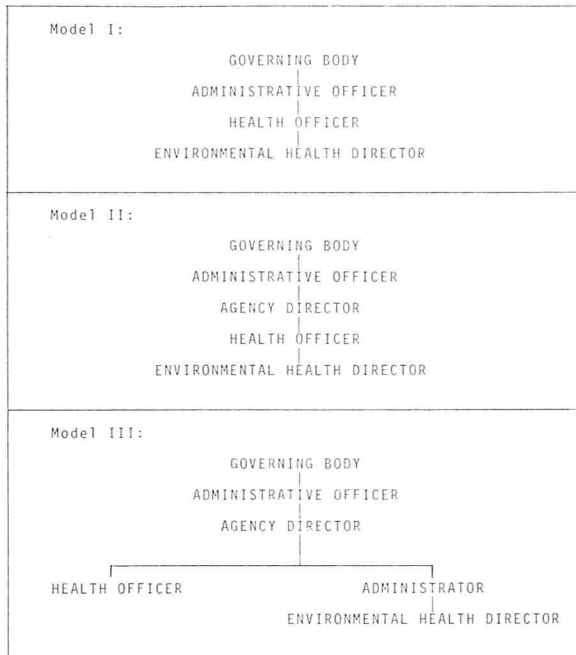 Model I:
GOVERNING BODY
ADMINISTRATIVE OFFICER
HEALTH OFFICER
ENVIRONMENTAL HEALTH DIRECTOR
Model II:
GOVERNING BODY
ADMINISTRATIVE OFFICER
AGENCY DIRECTOR
HEALTH OFFICER
ENVIRONMENTAL HEALTH DIRECTOR
Model III:
GOVERNING BODY
ADMINISTRATIVE OFFICER
AGENCY DIRECTOR
HEALTH OFFICER ADMINISTRATOR
ENVIRONMENTAL HEALTH DIRECTOR